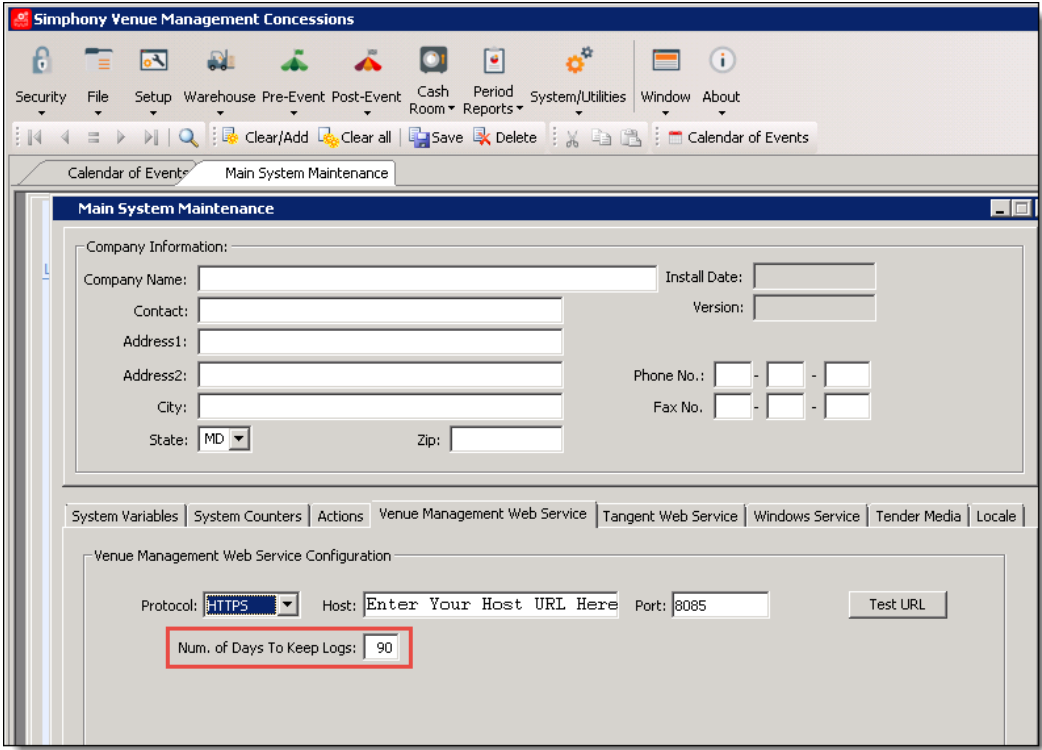 Simphony Venue Management Concessions
Security File Setup Warehouse Pre-Event Post-Event Cash Room Period Reports System/Utilities Window About
Clear/Add Clear all Save Delete Calendar of Events
Calendar of Events Main System Maintenance
Main System Maintenance
Company Information:
Company Name: Install Date:
Contact: Version:
Address1:
Address2: Phone No.: - -
City: Fax No. - -
State: MD Zip:
System Variables System Counters Actions Venue Management Web Service Tangent Web Service Windows Service Tender Media Locale
Venue Management Web Service Configuration
Protocol: HTTPS Host: Enter Your Host URL Here Port: 8085 Test URL
Num. of Days To Keep Logs: 90